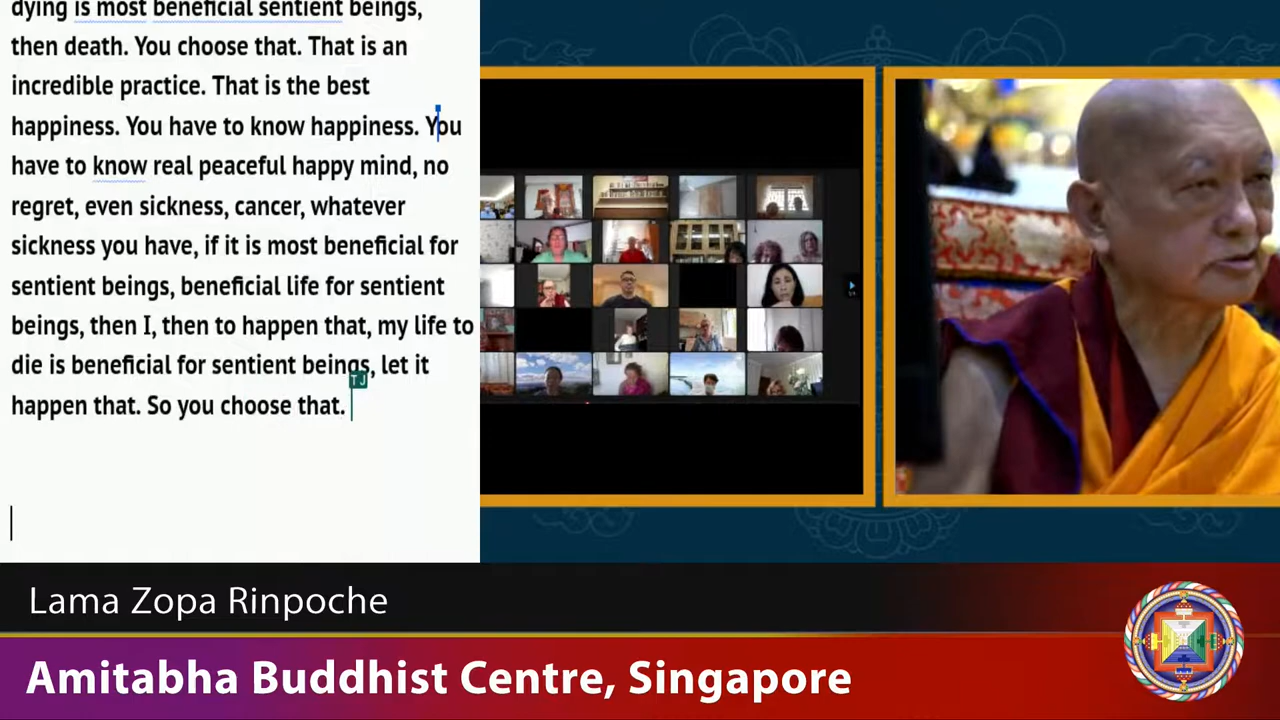 dying is most beneficial sentient beings,
then death. You choose that. That is an
incredible practice. That is the best
happiness. You have to know happiness. You
have to know real peaceful happy mind, no
regret, even sickness, cancer, whatever
sickness you have, if it is most beneficial for
sentient beings, beneficial life for sentient
beings, then I, then to happen that, my life to
die is beneficial for sentient beings, let it
TJ
happen that. So you choose that.
Lama Zopa Rinpoche
Amitabha Buddhist Centre, Singapore